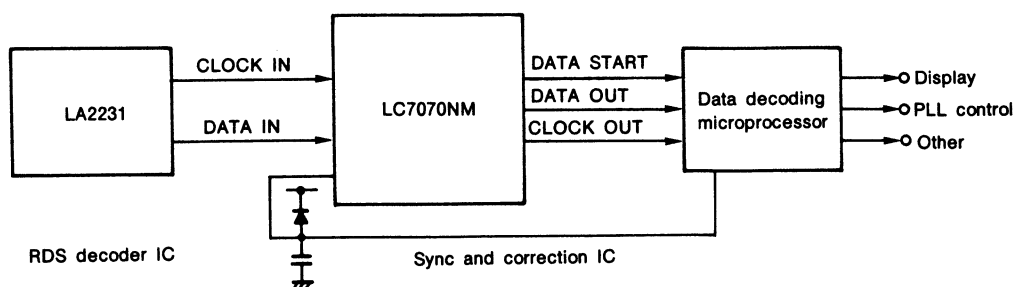 CLOCK IN
DATA START
Display
LA2231
LC7070NM
DATA OUT
Data decoding
microprocessor
PLL control
DATA IN
CLOCK OUT
Other
RDS decoder IC
Sync and correction IC